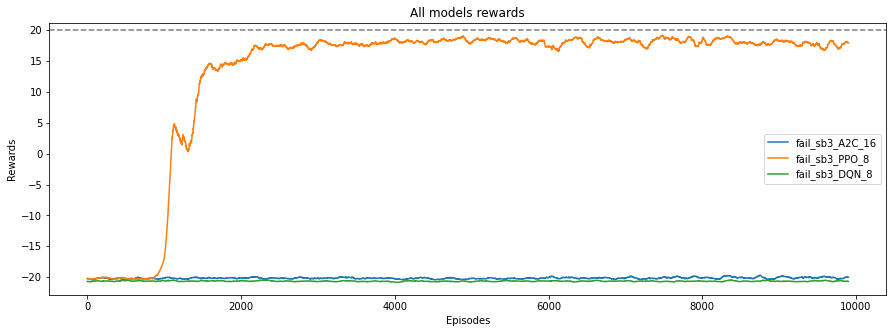 All models rewards
Rewards
20
15
10
5
0
−5
−10
−15
−20
fail_sb3_A2C_16
fail_sb3_PPO_8
fail_sb3_DQN_8
0
2000
4000
6000
8000
10000
Episodes